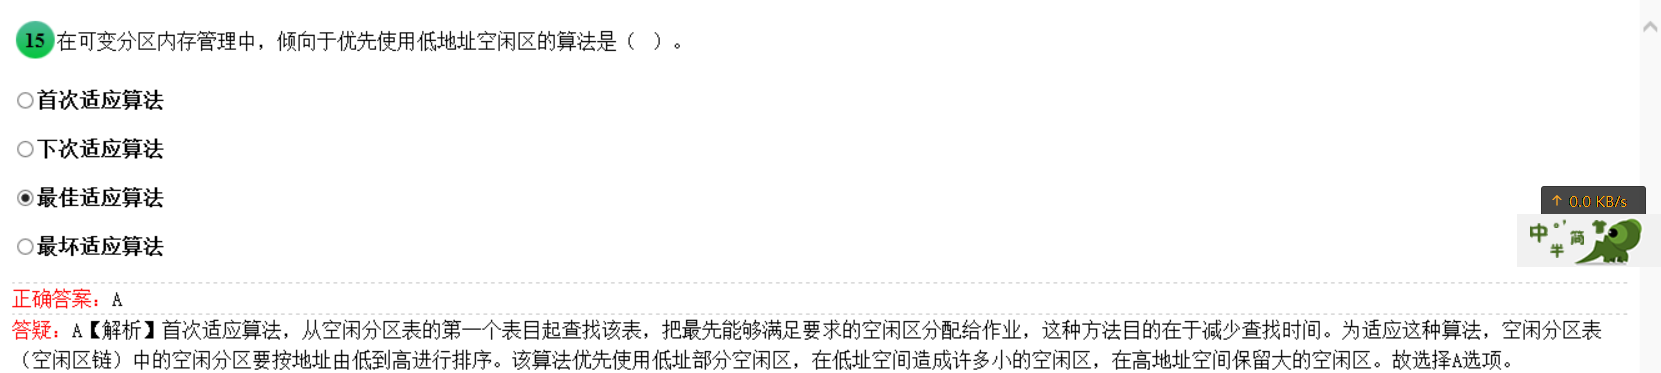 15 在可变分区内存管理中，倾向于优先使用低地址空闲区的算法是（ ）。
首次适应算法
下次适应算法
最佳适应算法
最坏适应算法
↑ 0.0 KB/s
中 °’ 简
半
正确答案：A
答疑：A【解析】首次适应算法，从空闲分区表的第一个表目起查找该表，把最先能够满足要求的空闲区分配给作业，这种方法目的在于减少查找时间。为适应这种算法，空闲分区表
（空闲区链）中的空闲分区要按地址由低到高进行排序。该算法优先使用低址部分空闲区，在低址空间造成许多小的空闲区，在高地址空间保留大的空闲区。故选择A选项。